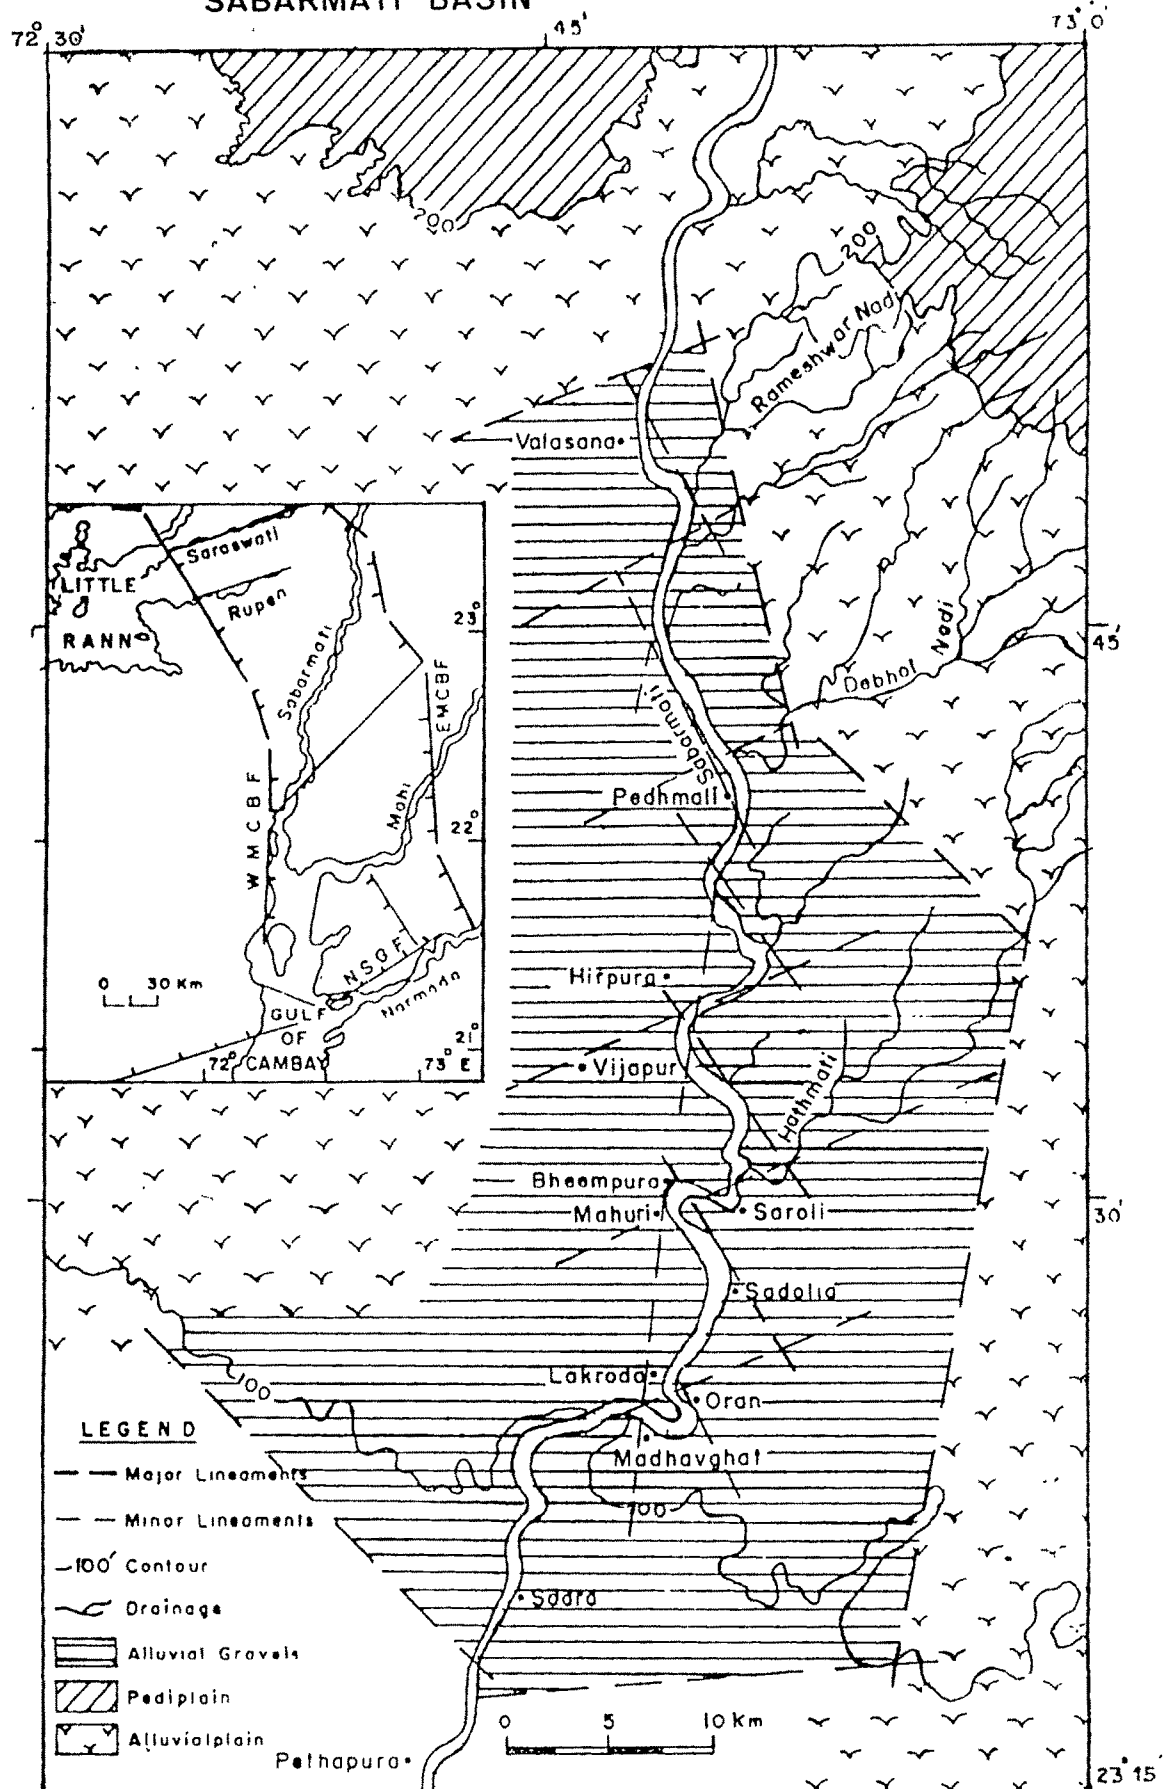 SABARMATI BASIN
72° 30'
45'
73° 0'
200
200
Rameshwar Nadi
Valasana
Saraswati
LITTLE
RANN
Rupen
23°
45'
Sabarmati
EMCBF
Dabhol Nadi
Sabarmati
Pedhmali
Mahi
22°
WMCBF
Hirpura
NSGF
0 30 Km
Narmada
GULF
OF
CAMBAY
21°
72°
73° E
Vijapur
Hathmati
Bheempura
Mahuri
Saroli
30'
Sadolia
Lakroda
Oran
100
Madhavghat
100
LEGEND
Major Lineaments
Minor Lineaments
100' Contour
Drainage
Alluvial Gravels
Pediplain
Alluvialplain
Saara
0 5 10 km
Pethapura
23° 15'